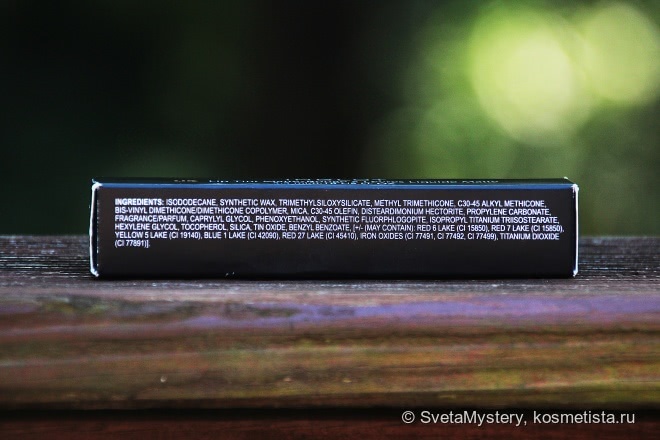 INGREDIENTS: ISODODECANE, SYNTHETIC WAX, TRIMETHYLSILOXYSILICATE, METHYL TRIMETHICONE, C30-45 ALKYL METHICONE,
BIS-VINYL DIMETHICONE/DIMETHICONE COPOLYMER, MICA, C30-45 OLEFIN, DISTEARDIMONIUM HECTORITE, PROPYLENE CARBONATE,
FRAGRANCE/PARFUM, CAPRYLYL GLYCOL, PHENOXYETHANOL, SYNTHETIC FLUORPHLOGOPITE, ISOPROPYL TITANIUM TRIISOSTEARATE,
HEXYLENE GLYCOL, TOCOPHEROL, SILICA, TIN OXIDE, BENZYL BENZOATE, [+/- (MAY CONTAIN): RED 6 LAKE (CI 15850), RED 7 LAKE (CI 15850),
YELLOW 5 LAKE (CI 19140), BLUE 1 LAKE (CI 42090), RED 27 LAKE (CI 45410), IRON OXIDES (CI 77491, CI 77492, CI 77499), TITANIUM DIOXIDE
(CI 77891)].
© SvetaMystery, kosmetista.ru